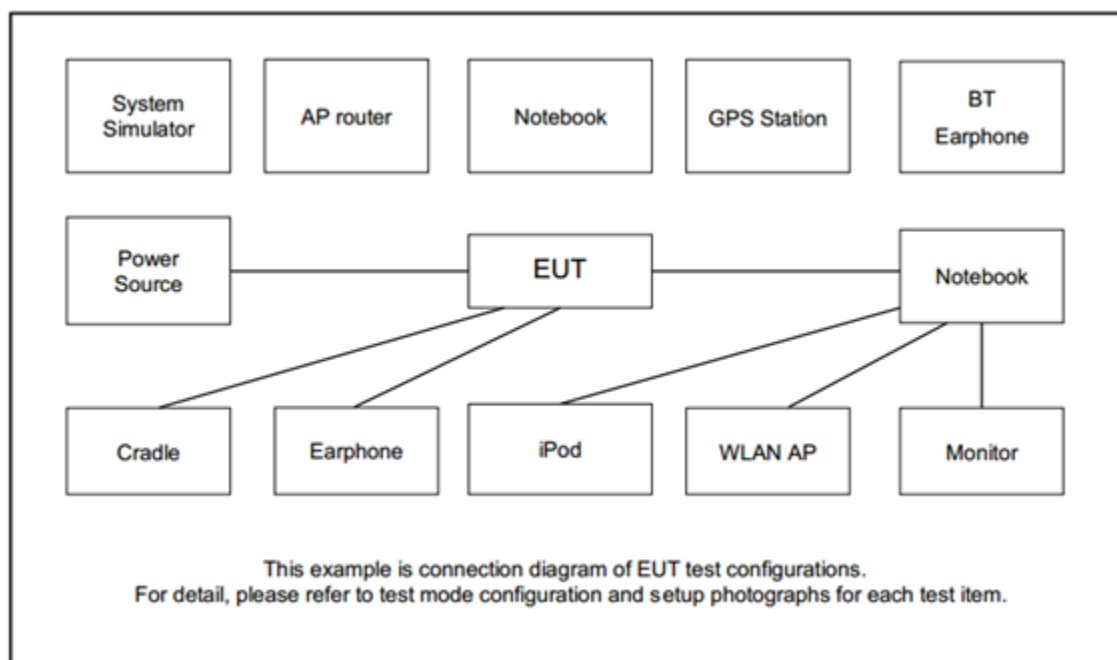 System
Simulator
AP router
Notebook
GPS Station
BT
Earphone
Power
Source
EUT
Notebook
Cradle
Earphone
iPod
WLAN AP
Monitor
This example is connection diagram of EUT test configurations.
For detail, please refer to test mode configuration and setup photographs for each test item.